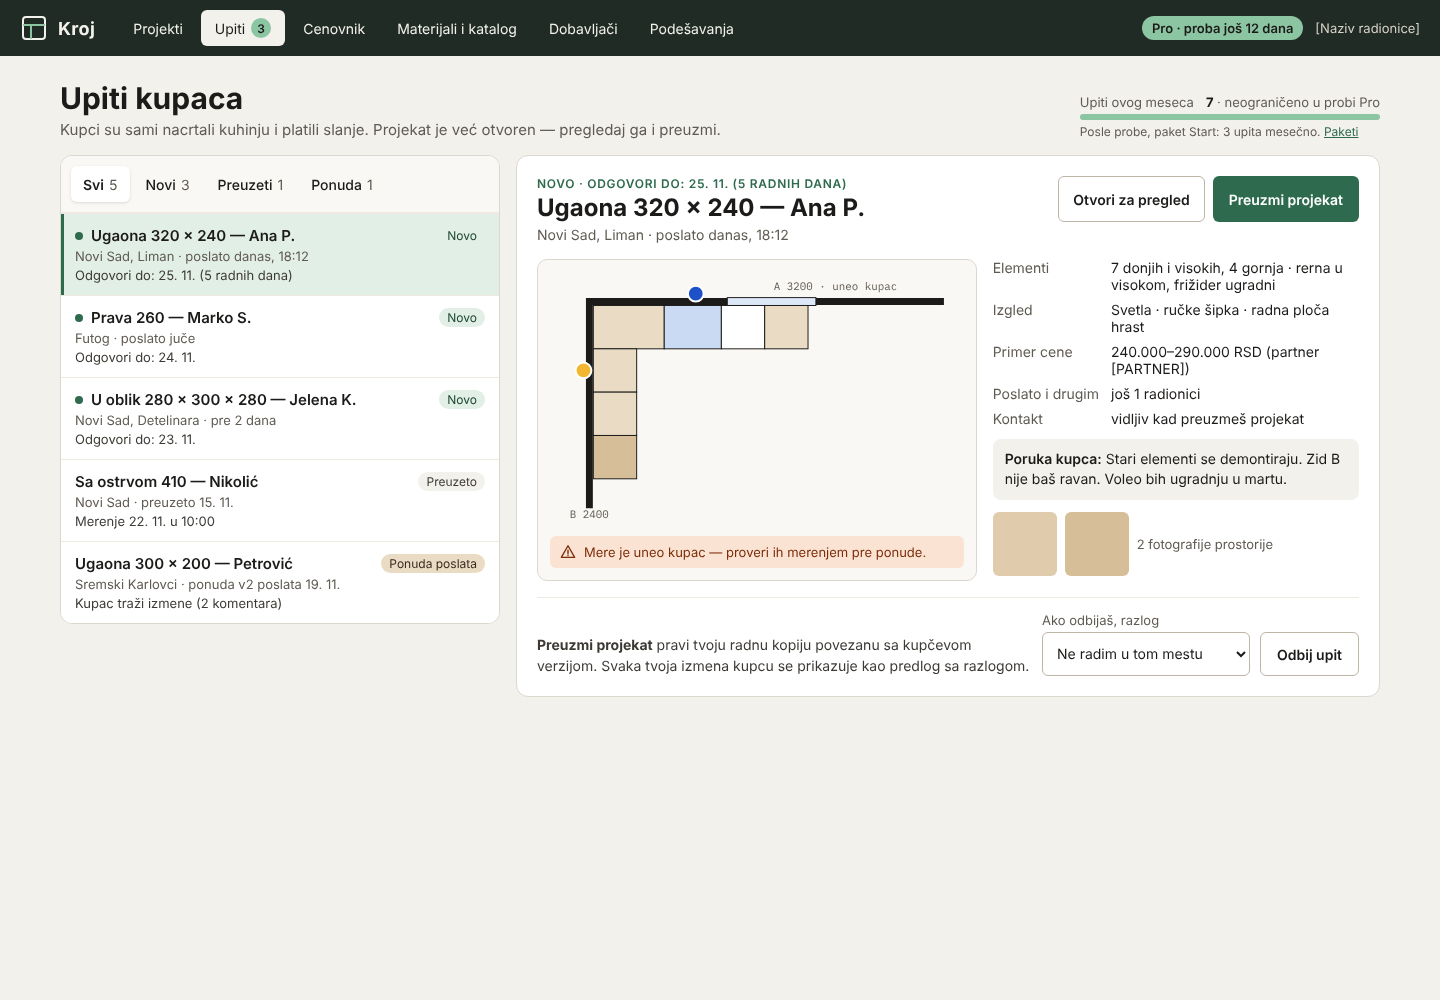 Kroj
Projekti
Upiti 3
Cenovnik
Materijali i katalog
Dobavljači
Podešavanja
Pro · proba još 12 dana
[Naziv radionice]
Upiti kupaca
Kupci su sami nacrtali kuhinju i platili slanje. Projekat je već otvoren — pregledaj ga i preuzmi.
Upiti ovog meseca 7 · neograničeno u probi Pro
Posle probe, paket Start: 3 upita mesečno. Paketi
Svi 5
Novi 3
Preuzeti 1
Ponuda 1
Ugaona 320 × 240 — Ana P.
Novo
Novi Sad, Liman · poslato danas, 18:12
Odgovori do: 25. 11. (5 radnih dana)
Prava 260 — Marko S.
Novo
Futog · poslato juče
Odgovori do: 24. 11.
U oblik 280 × 300 × 280 — Jelena K.
Novo
Novi Sad, Detelinara · pre 2 dana
Odgovori do: 23. 11.
Sa ostrvom 410 — Nikolić
Preuzeto
Novi Sad · preuzeto 15. 11.
Merenje 22. 11. u 10:00
Ugaona 300 × 200 — Petrović
Ponuda poslata
Sremski Karlovci · ponuda v2 poslata 19. 11.
Kupac traži izmene (2 komentara)
NOVO · ODGOVORI DO: 25. 11. (5 RADNIH DANA)
Ugaona 320 × 240 — Ana P.
Novi Sad, Liman · poslato danas, 18:12
Otvori za pregled
Preuzmi projekat
A 3200 · uneo kupac
B 2400
Mere je uneo kupac — proveri ih merenjem pre ponude.
Elementi
7 donjih i visokih, 4 gornja · rerna u
visokom, frižider ugradni
Izgled
Svetla · ručke šipka · radna ploča
hrast
Primer cene
240.000–290.000 RSD (partner
[PARTNER])
Poslato i drugim
još 1 radionici
Kontakt
vidljiv kad preuzmeš projekat
Poruka kupca: Stari elementi se demontiraju. Zid B
nije baš ravan. Voleo bih ugradnju u martu.
2 fotografije prostorije
Preuzmi projekat pravi tvoju radnu kopiju povezanu sa kupčevom
verzijom. Svaka tvoja izmena kupcu se prikazuje kao predlog sa razlogom.
Ako odbijaš, razlog
Ne radim u tom mestu
Odbij upit